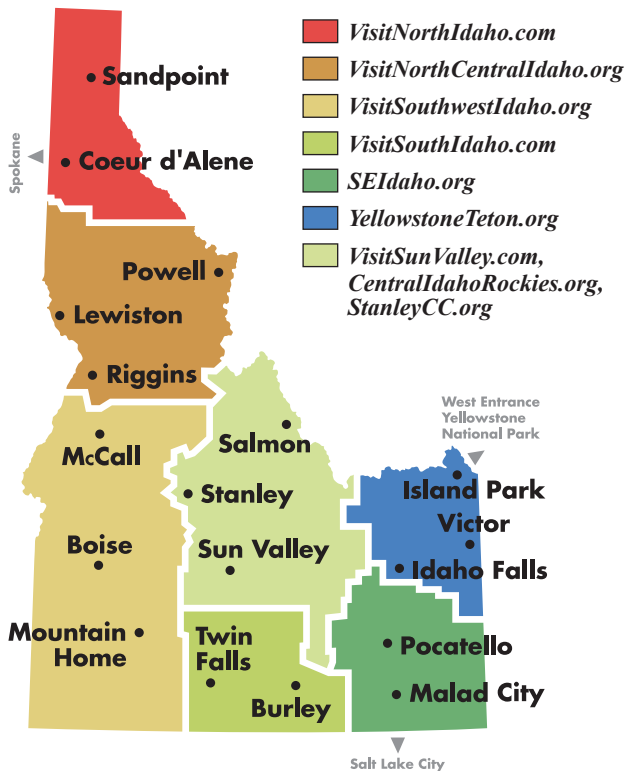 VisitNorthIdaho.com
VisitNorthCentralIdaho.org
VisitSouthwestIdaho.org
VisitSouthIdaho.com
SEIdaho.org
YellowstoneTeton.org
VisitSunValley.com,
CentralIdahoRockies.org,
StanleyCC.org
Sandpoint
Spokane
Coeur d'Alene
Powell
Lewiston
Riggins
West Entrance
Yellowstone
National Park
McCall
Salmon
Stanley
Island Park
Victor
Boise
Sun Valley
Idaho Falls
Mountain
Home
Twin
Falls
Burley
Pocatello
Malad City
Salt Lake City